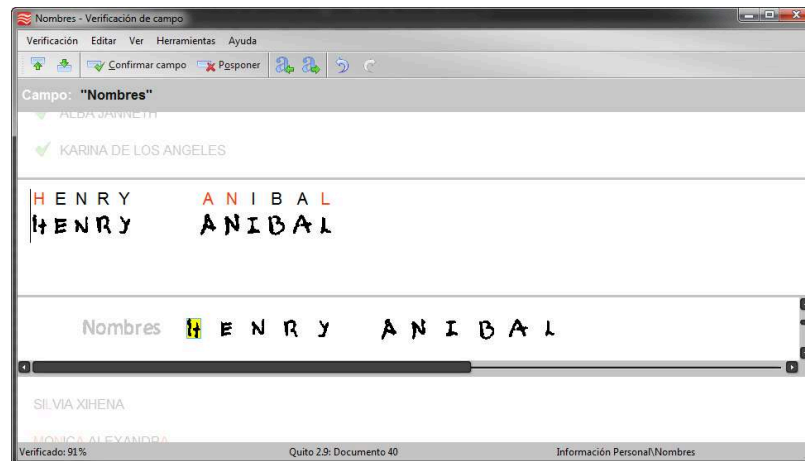 Nombres - Verificación de campo
Verificación Editar Ver Herramientas Ayuda
Confirmar campo Posponer
Campo: "Nombres"
ALBA JANNETH
KARINA DE LOS ANGELES
HENRY ANIBAL
HENRY ANIBAL
Nombres HENRY ANIBAL
SILVIA XIHENA
MONICA ALEXANDRA
Verificado: 91% Quito 2.9: Documento 40 Información Personal\Nombres